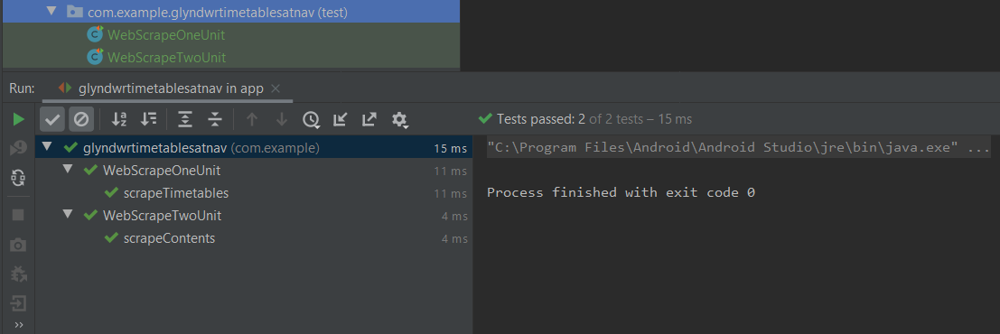 com.example.glyndwrtimetablesatnav (test)
WebScrapeOneUnit
WebScrapeTwoUnit
Run: glyndwrtimetablesatnav in app
Tests passed: 2 of 2 tests – 15 ms
glyndwrtimetablesatnav (com.example) 15 ms
WebScrapeOneUnit 11 ms
scrapeTimetables 11 ms
WebScrapeTwoUnit 4 ms
scrapeContents 4 ms
"C:\Program Files\Android\Android Studio\jre\bin\java.exe" ...
Process finished with exit code 0